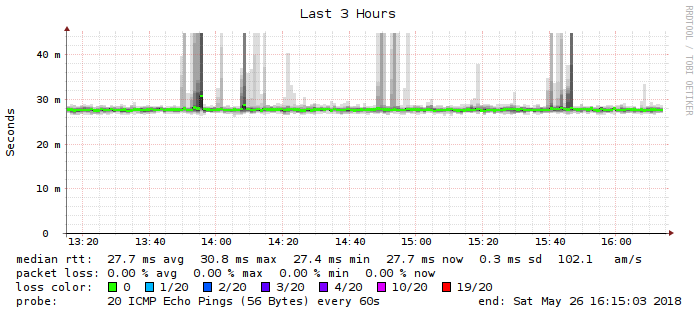 Last 3 Hours
RRDTOOL / TOBI OETIKER
Seconds
40 m
30 m
20 m
10 m
0
13:20 13:40 14:00 14:20 14:40 15:00 15:20 15:40 16:00
median rtt: 27.7 ms avg 30.8 ms max 27.4 ms min 27.7 ms now 0.3 ms sd 102.1 am/s
packet loss: 0.00 % avg 0.00 % max 0.00 % min 0.00 % now
loss color: 0 1/20 2/20 3/20 4/20 10/20 19/20
probe: 20 ICMP Echo Pings (56 Bytes) every 60s end: Sat May 26 16:15:03 2018